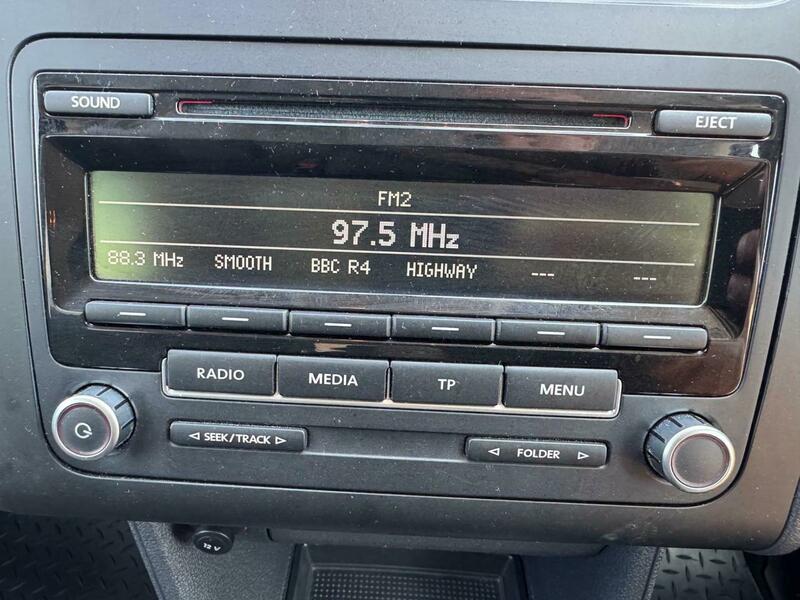 SOUND
EJECT
FM2
97.5 MHz
88.3 MHz SMOOTH BBC R4 HIGHWAY --- ---
RADIO MEDIA TP MENU
SEEK/TRACK
FOLDER
12 V